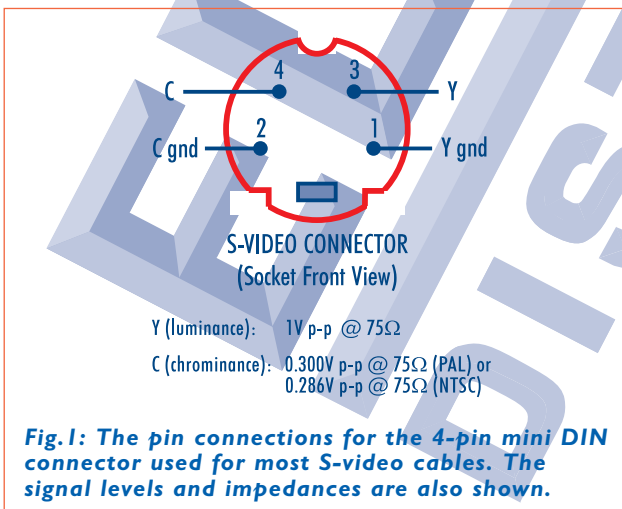 4 3
C Y
2 1
C gnd Y gnd
S-VIDEO CONNECTOR
(Socket Front View)
Y (luminance): 1V p-p @ 75Ω
C (chrominance): 0.300V p-p @ 75Ω (PAL) or
0.286V p-p @ 75Ω (NTSC)
Fig.1: The pin connections for the 4-pin mini DIN
connector used for most S-video cables. The
signal levels and impedances are also shown.